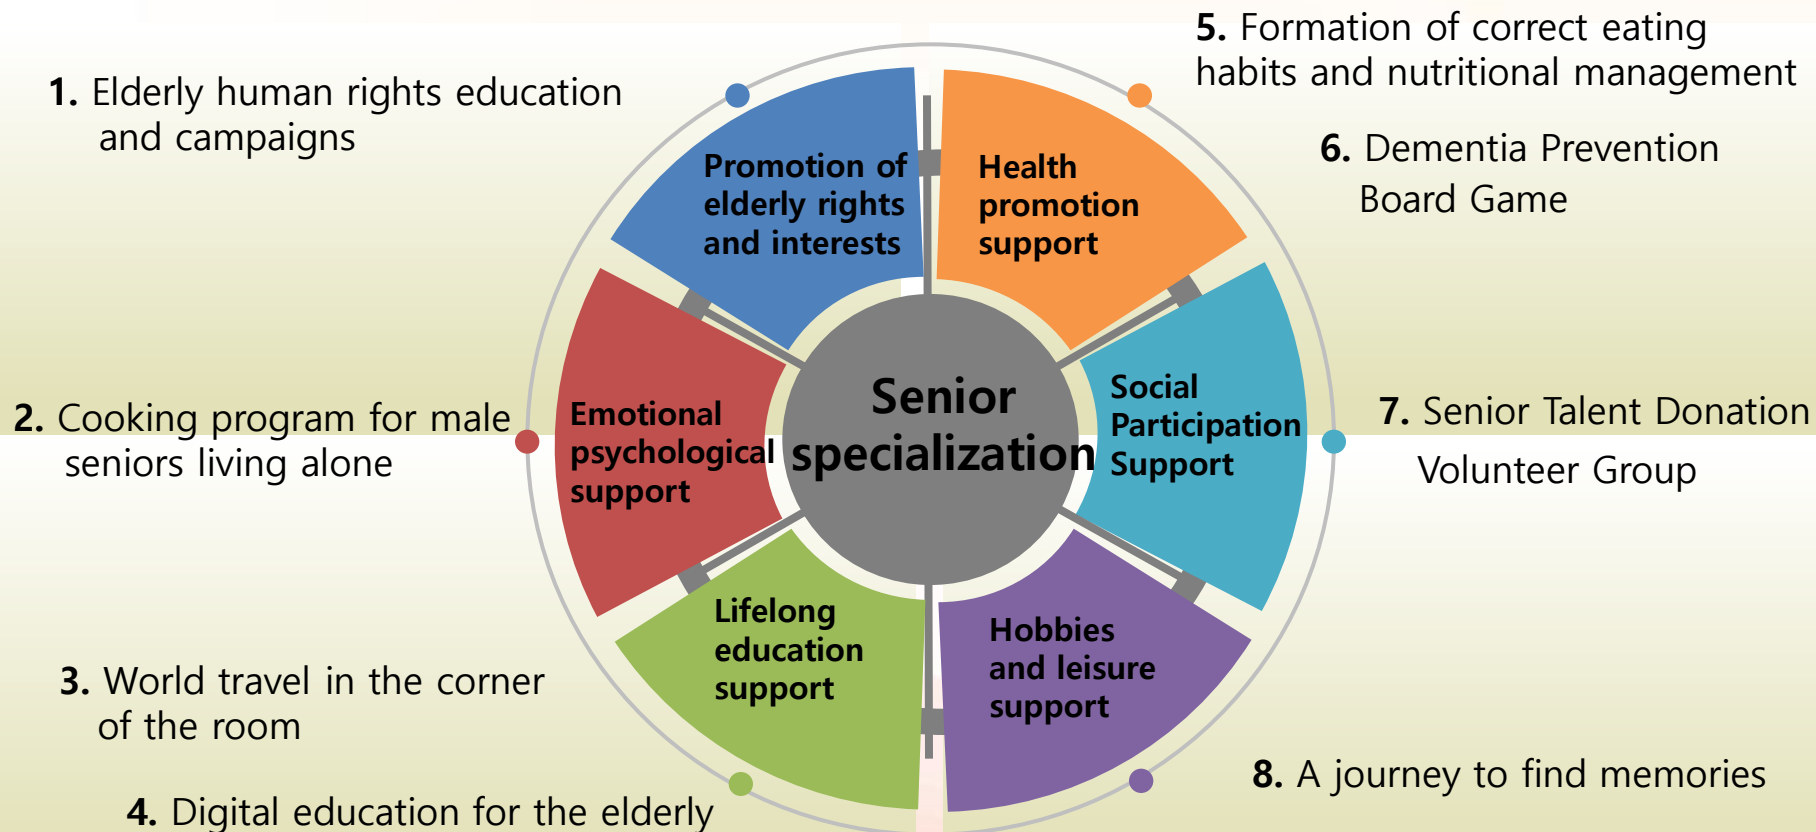 1. Elderly human rights education
and campaigns
2. Cooking program for male
seniors living alone
3. World travel in the corner
of the room
4. Digital education for the elderly
Promotion of
elderly rights
and interests
Emotional
psychological
support
Lifelong
education
support
Senior
specialization
Health
promotion
support
Social
Participation
Support
Hobbies
and leisure
support
5. Formation of correct eating
habits and nutritional management
6. Dementia Prevention
Board Game
7. Senior Talent Donation
Volunteer Group
8. A journey to find memories